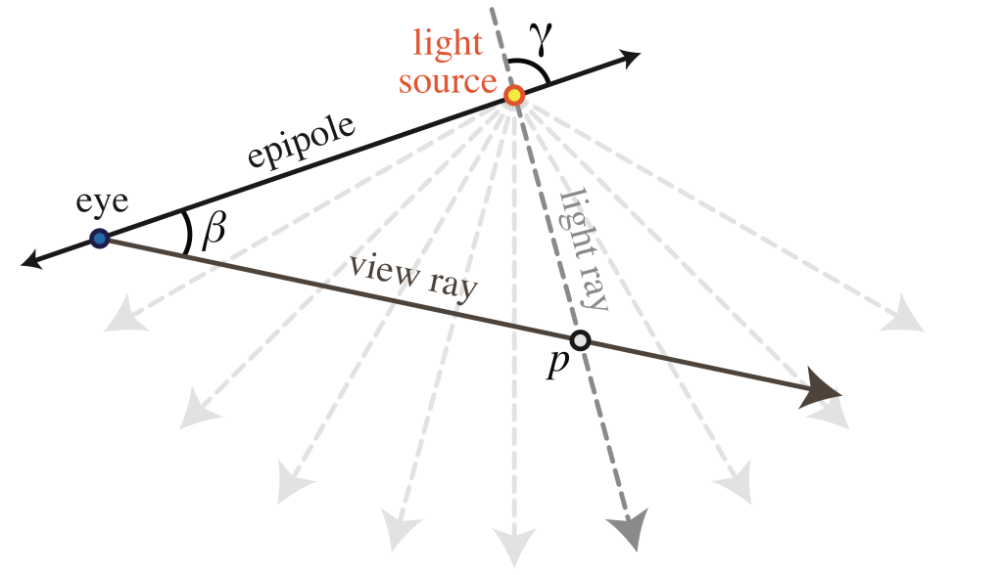 light
source
γ
epipole
eye
β
view ray
light ray
p